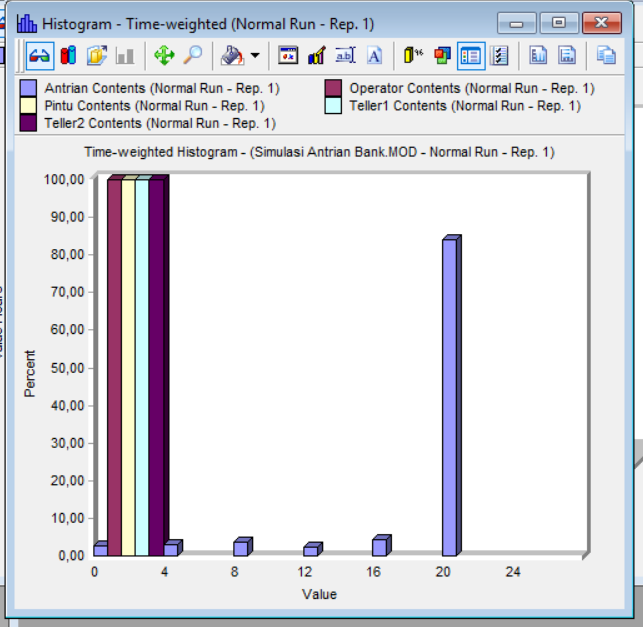 Histogram - Time-weighted (Normal Run - Rep. 1)
Antrian Contents (Normal Run - Rep. 1)
Operator Contents (Normal Run - Rep. 1)
Pintu Contents (Normal Run - Rep. 1)
Teller1 Contents (Normal Run - Rep. 1)
Teller2 Contents (Normal Run - Rep. 1)
Time-weighted Histogram - (Simulasi Antrian Bank.MOD - Normal Run - Rep. 1)
100,00
90,00
80,00
70,00
60,00
50,00
40,00
30,00
20,00
10,00
0,00
Percent
0 4 8 12 16 20 24
Value